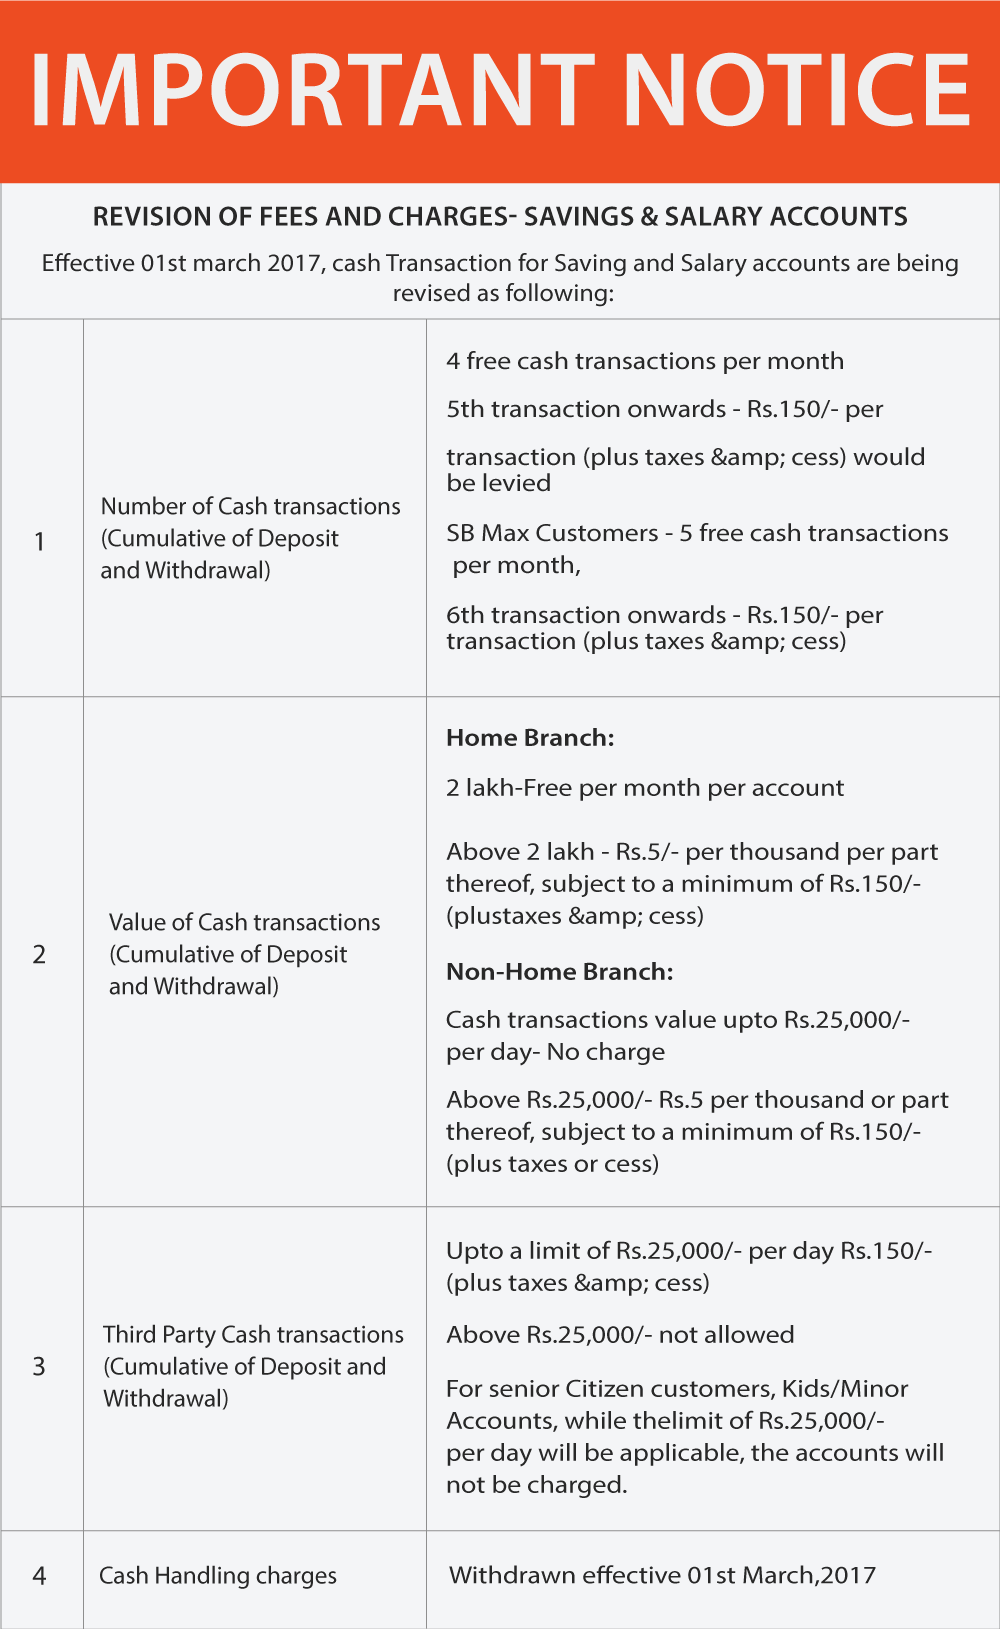 IMPORTANT NOTICE
REVISION OF FEES AND CHARGES- SAVINGS & SALARY ACCOUNTS
Effective 01st march 2017, cash Transaction for Saving and Salary accounts are being
revised as following:
1
Number of Cash transactions
(Cumulative of Deposit
and Withdrawal)
4 free cash transactions per month
5th transaction onwards - Rs.150/- per
transaction (plus taxes &amp; cess) would
be levied
SB Max Customers - 5 free cash transactions
per month,
6th transaction onwards - Rs.150/- per
transaction (plus taxes &amp; cess)
2
Value of Cash transactions
(Cumulative of Deposit
and Withdrawal)
Home Branch:
2 lakh-Free per month per account
Above 2 lakh - Rs.5/- per thousand per part
thereof, subject to a minimum of Rs.150/-
(plustaxes &amp; cess)
Non-Home Branch:
Cash transactions value upto Rs.25,000/-
per day- No charge
Above Rs.25,000/- Rs.5 per thousand or part
thereof, subject to a minimum of Rs.150/-
(plus taxes or cess)
3
Third Party Cash transactions
(Cumulative of Deposit and
Withdrawal)
Upto a limit of Rs.25,000/- per day Rs.150/-
(plus taxes &amp; cess)
Above Rs.25,000/- not allowed
For senior Citizen customers, Kids/Minor
Accounts, while thelimit of Rs.25,000/-
per day will be applicable, the accounts will
not be charged.
4
Cash Handling charges
Withdrawn effective 01st March,2017